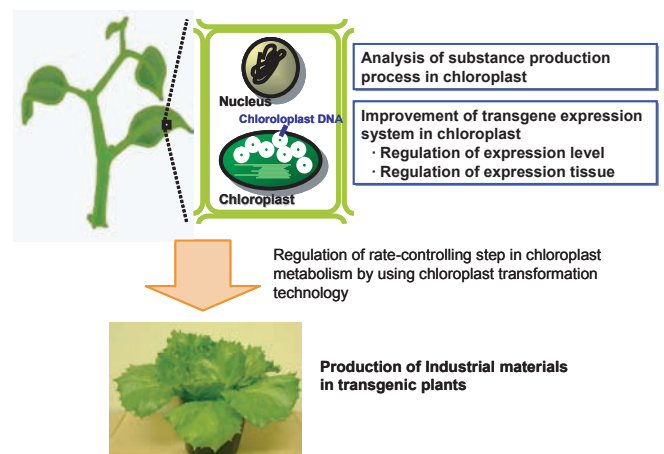 Nucleus
Chloroloplast DNA
Chloroplast
Analysis of substance production
process in chloroplast
Improvement of transgene expression
system in chloroplast
· Regulation of expression level
· Regulation of expression tissue
Regulation of rate-controlling step in chloroplast
metabolism by using chloroplast transformation
technology
Production of Industrial materials
in transgenic plants